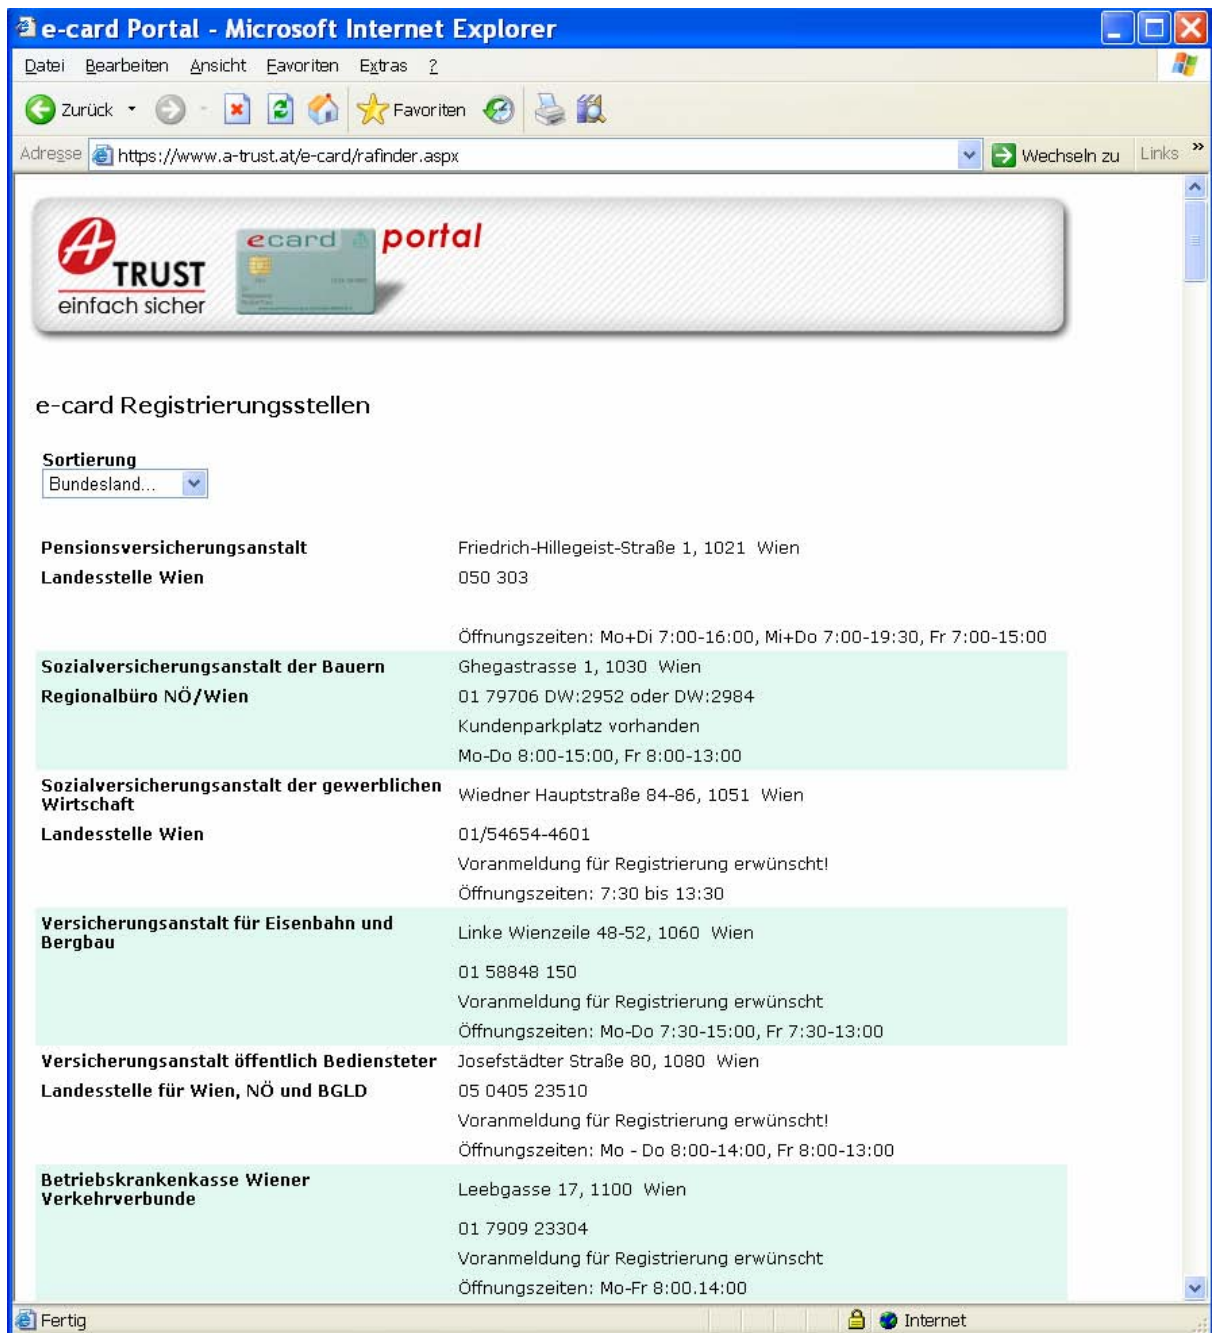 e-card Portal - Microsoft Internet Explorer
Datei Bearbeiten Ansicht Favoriten Extras ?
Zurück Favoriten
Adresse https://www.a-trust.at/e-card/rafinder.aspx Wechseln zu Links »
A TRUST
einfach sicher
ecard portal
e-card Registrierungsstellen
Sortierung
Bundesland...
Pensionsversicherungsanstalt Friedrich-Hillegeist-Straße 1, 1021 Wien
Landesstelle Wien 050 303
Öffnungszeiten: Mo+Di 7:00-16:00, Mi+Do 7:00-19:30, Fr 7:00-15:00
Sozialversicherungsanstalt der Bauern Ghegastrasse 1, 1030 Wien
Regionalbüro NÖ/Wien 01 79706 DW:2952 oder DW:2984
Kundenparkplatz vorhanden
Mo-Do 8:00-15:00, Fr 8:00-13:00
Sozialversicherungsanstalt der gewerblichen
Wirtschaft Wiedner Hauptstraße 84-86, 1051 Wien
Landesstelle Wien 01/54654-4601
Voranmeldung für Registrierung erwünscht!
Öffnungszeiten: 7:30 bis 13:30
Versicherungsanstalt für Eisenbahn und
Bergbau Linke Wienzeile 48-52, 1060 Wien
01 58848 150
Voranmeldung für Registrierung erwünscht
Öffnungszeiten: Mo-Do 7:30-15:00, Fr 7:30-13:00
Versicherungsanstalt öffentlich Bediensteter Josefstädter Straße 80, 1080 Wien
Landesstelle für Wien, NÖ und BGLD 05 0405 23510
Voranmeldung für Registrierung erwünscht!
Öffnungszeiten: Mo - Do 8:00-14:00, Fr 8:00-13:00
Betriebskrankenkasse Wiener
Verkehrverbunde Leebgasse 17, 1100 Wien
01 7909 23304
Voranmeldung für Registrierung erwünscht
Öffnungszeiten: Mo-Fr 8:00.14:00
Fertig Internet